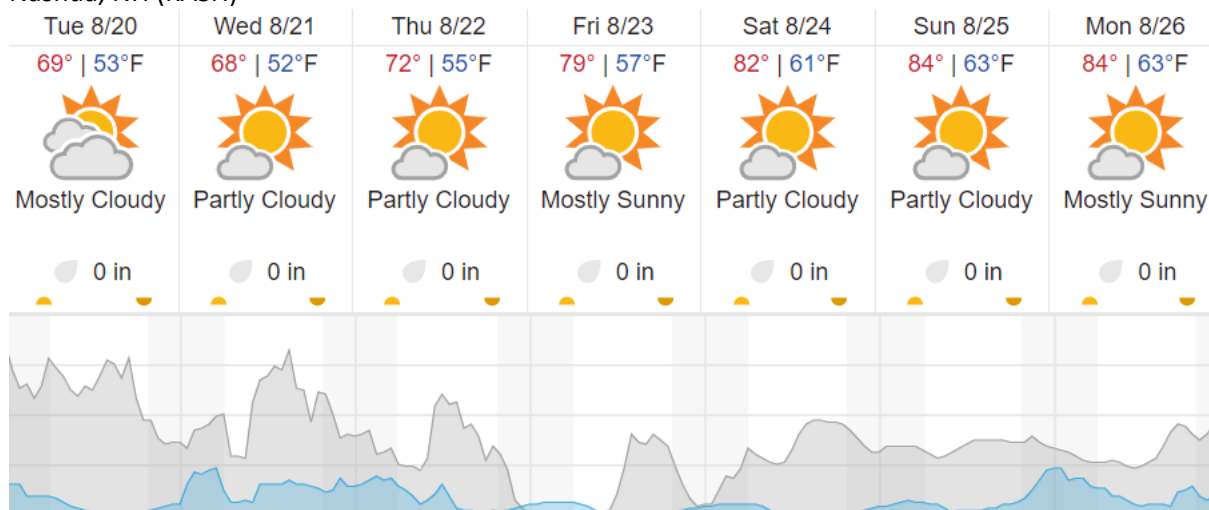 Tue 8/20 Wed 8/21 Thu 8/22 Fri 8/23 Sat 8/24 Sun 8/25 Mon 8/26
69° | 53°F 68° | 52°F 72° | 55°F 79° | 57°F 82° | 61°F 84° | 63°F 84° | 63°F
Mostly Cloudy Partly Cloudy Partly Cloudy Mostly Sunny Partly Cloudy Partly Cloudy Mostly Sunny
0 in 0 in 0 in 0 in 0 in 0 in 0 in